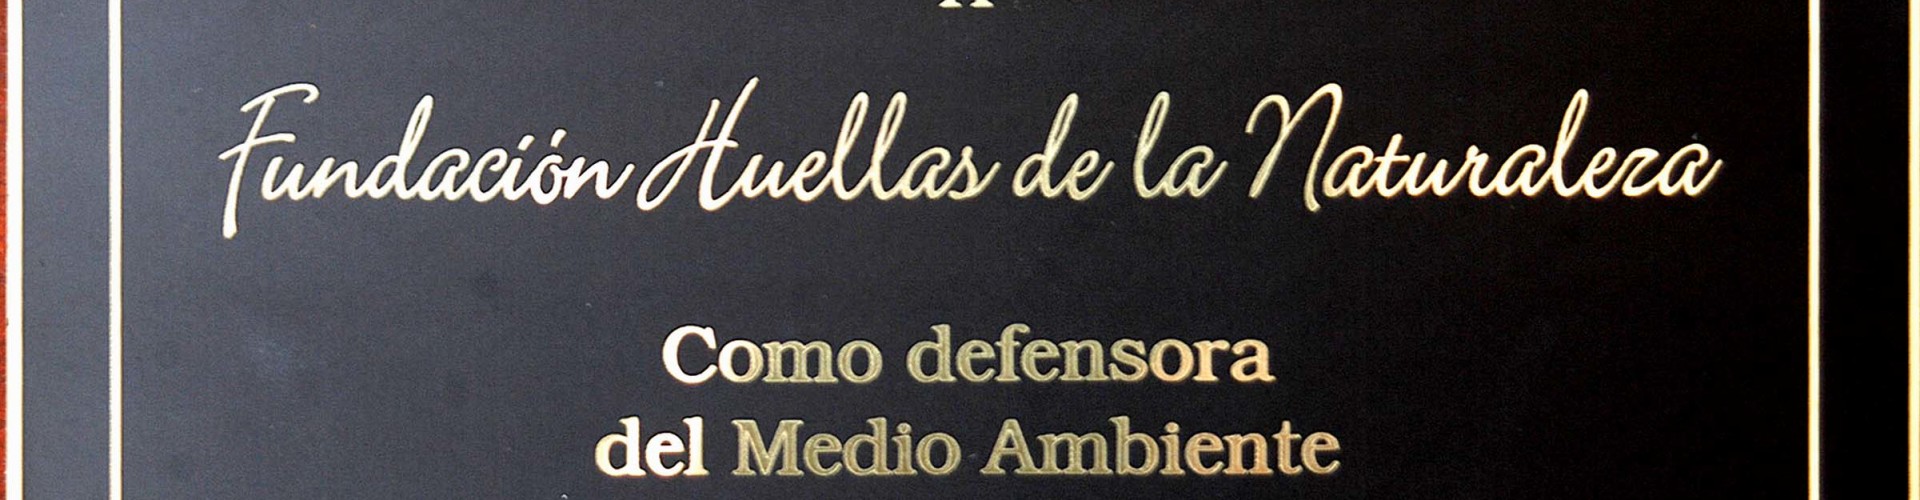 Fundación Huellas de la Naturaleza
Como defensora
del Medio Ambiente